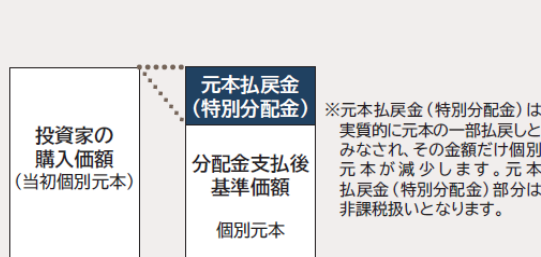 投資家の
購入価額
(当初個別元本)
元本払戻金
(特別分配金)
分配金支払後
基準価額
個別元本
※元本払戻金(特別分配金)は
実質的に元本の一部払戻しと
みなされ、その金額だけ個別
元本が減少します。元本
払戻金(特別分配金)部分は
非課税扱いとなります。